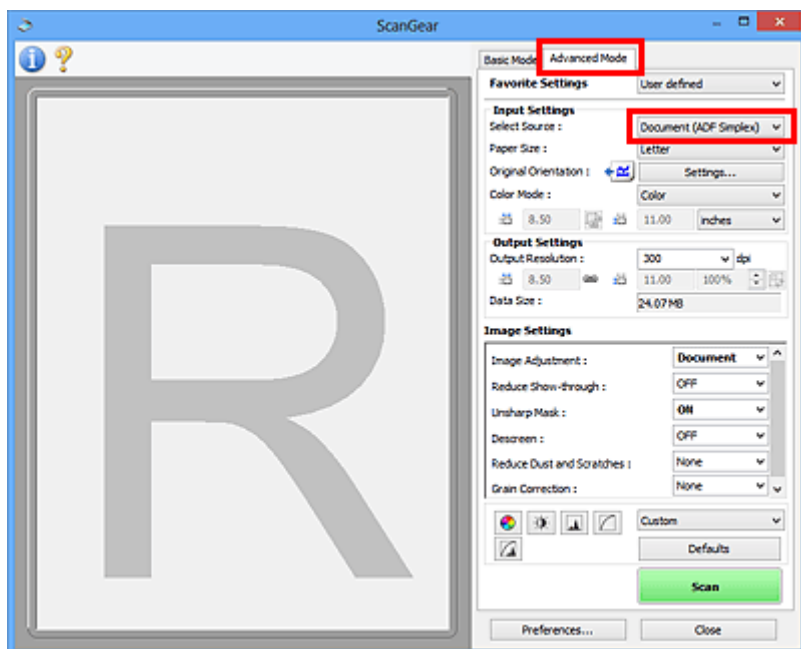 ScanGear
Basic Mode Advanced Mode
Favorite Settings User defined
Input Settings
Select Source : Document (ADF Simplex)
Paper Size : Letter
Original Orientation : Settings...
Color Mode : Color
8.50 11.00 inches
Output Settings
Output Resolution : 300 dpi
8.50 11.00 100%
Data Size : 24.07MB
Image Settings
Image Adjustment : Document
Reduce Show-through : OFF
Unsharp Mask : ON
Descreen : OFF
Reduce Dust and Scratches : None
Grain Correction : None
Custom
Defaults
Scan
Preferences... Close
R